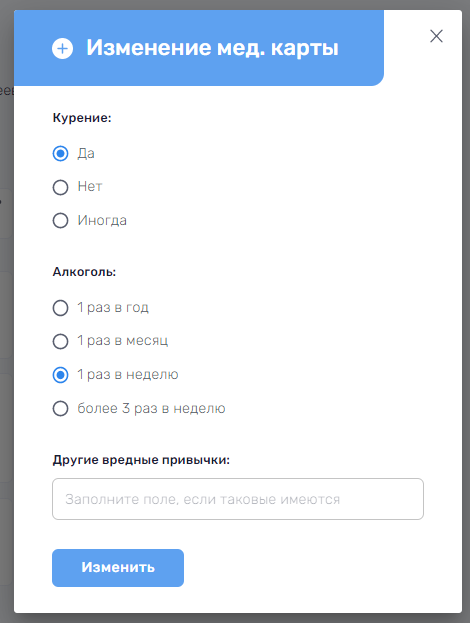 Изменение мед. карты
Курение:
Да
Нет
Иногда
Алкоголь:
1 раз в год
1 раз в месяц
1 раз в неделю
более 3 раз в неделю
Другие вредные привычки:
Заполните поле, если таковые имеются
Изменить